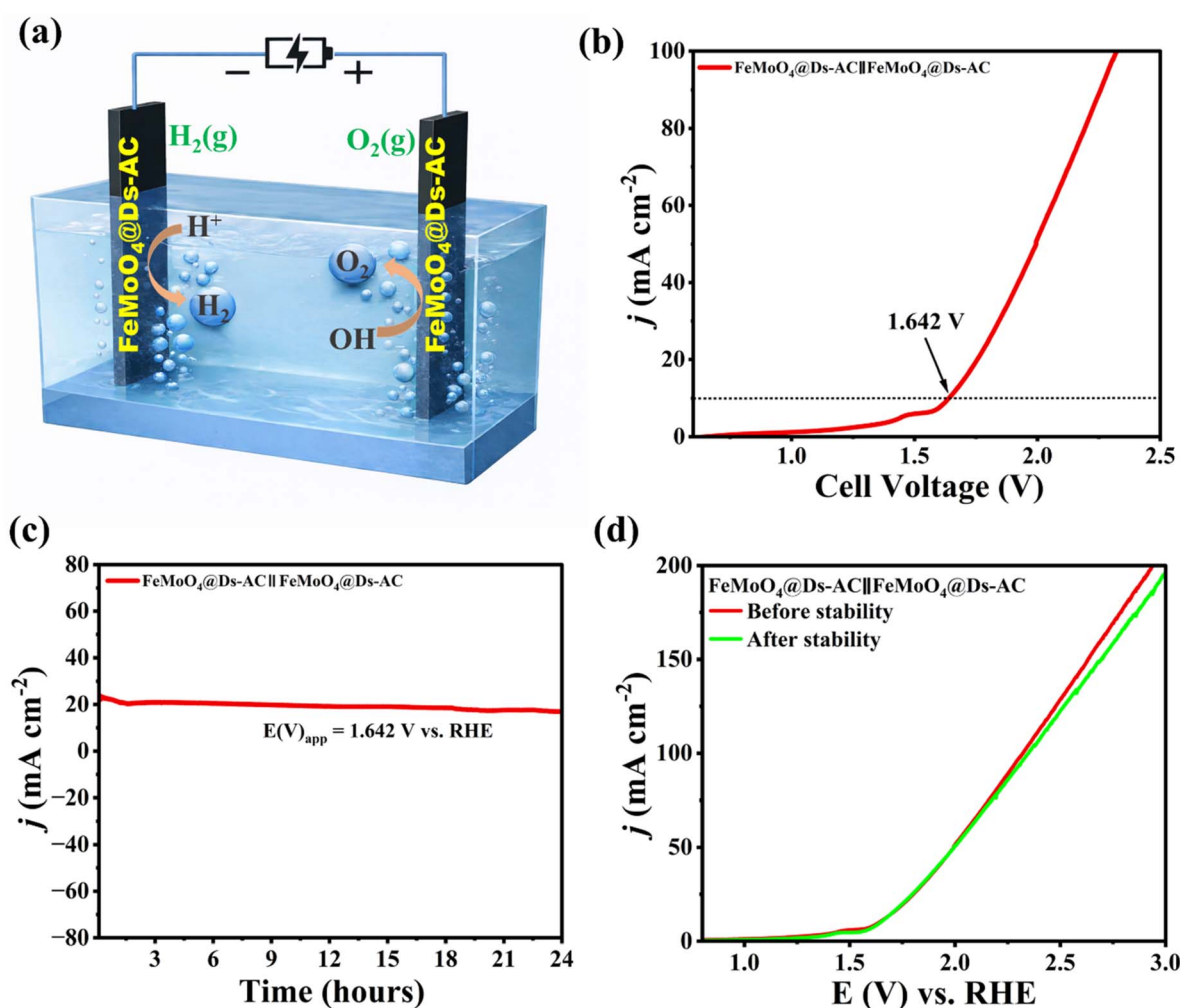 (a)
− +
H₂(g)
O₂(g)
FeMoO₄@Ds-AC
FeMoO₄@Ds-AC
H⁺
H₂
O₂
OH
(b)
FeMoO₄@Ds-AC||FeMoO₄@Ds-AC
j (mA cm⁻²)
100
80
60
40
20
0
1.642 V
1.0 1.5 2.0 2.5
Cell Voltage (V)
(c)
FeMoO₄@Ds-AC|| FeMoO₄@Ds-AC
j (mA cm⁻²)
80
60
40
20
0
−20
−40
−60
−80
E(V)app = 1.642 V vs. RHE
3 6 9 12 15 18 21 24
Time (hours)
(d)
FeMoO₄@Ds-AC||FeMoO₄@Ds-AC
Before stability
After stability
j (mA cm⁻²)
200
150
100
50
0
1.0 1.5 2.0 2.5 3.0
E (V) vs. RHE